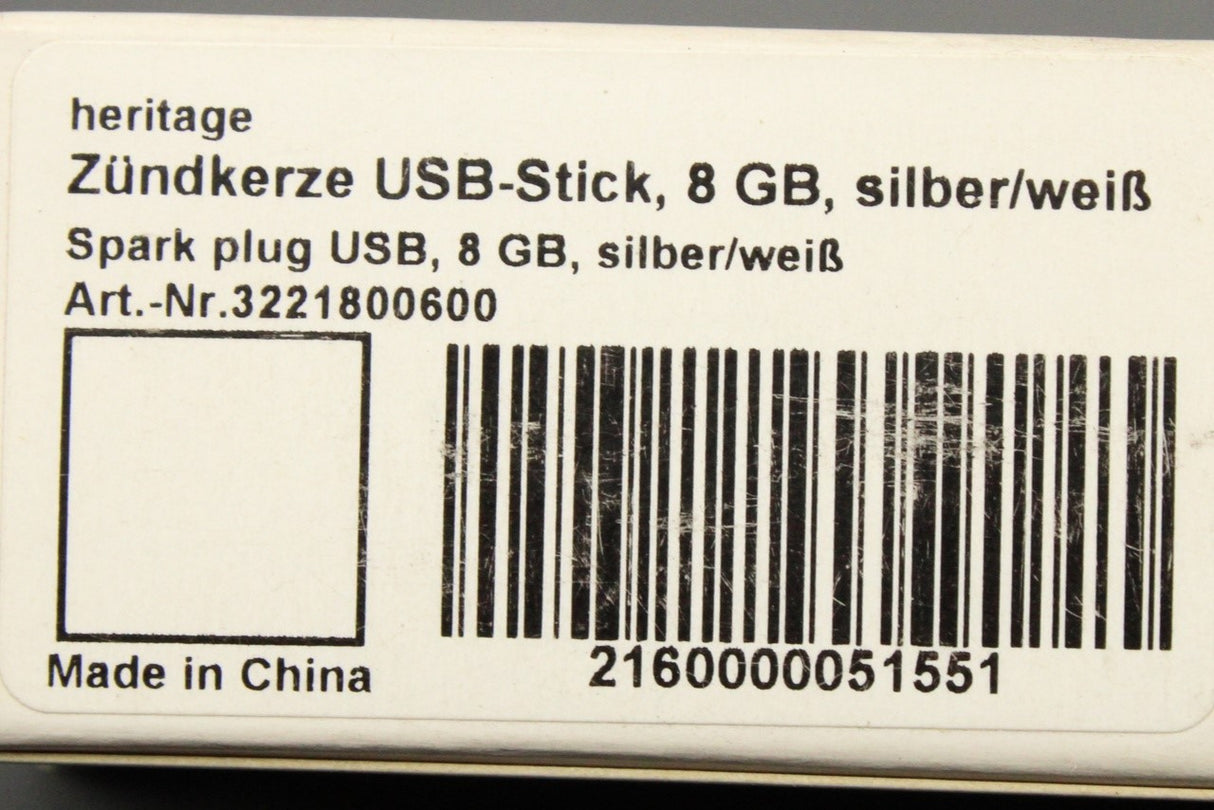 heritage
Zündkerze USB-Stick, 8 GB, silber/weiß
Spark plug USB, 8 GB, silber/weiß
Art.-Nr.3221800600
Made in China
2160000051551